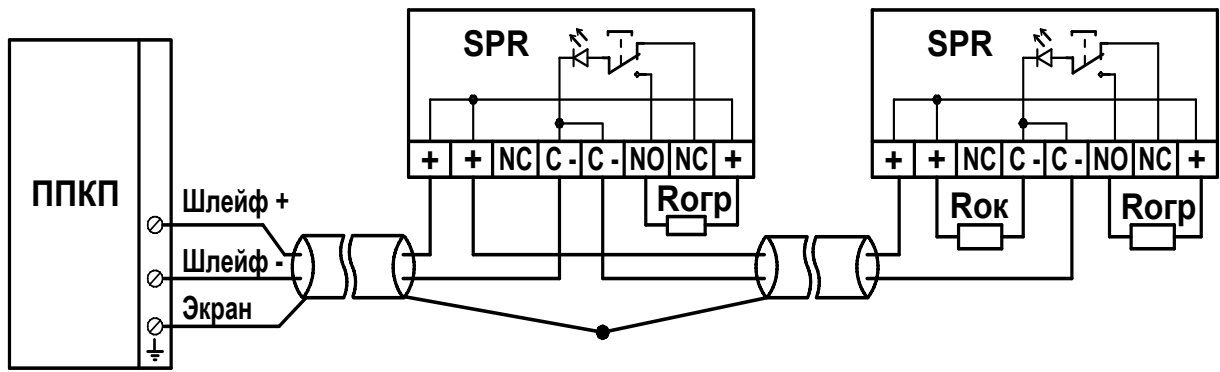 SPR
SPR
+ + NC C - C - NO NC +
+ + NC C - C - NO NC +
ППКП
Шлейф +
Rогр
Rок
Rогр
Шлейф -
Экран